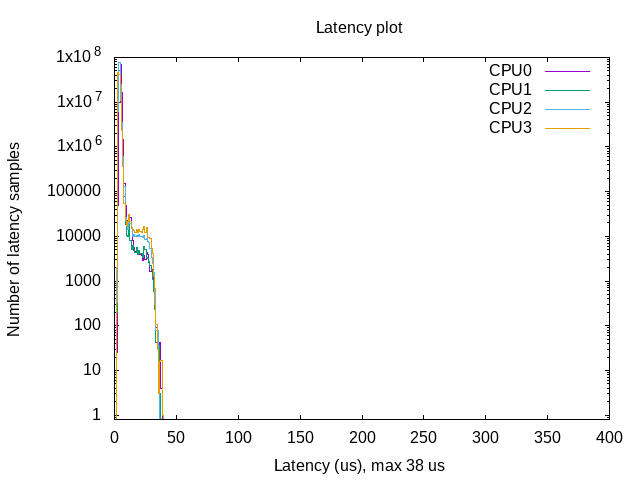 Latency plot
1x10^8
1x10^7
1x10^6
100000
10000
1000
100
10
1
Number of latency samples
CPU0
CPU1
CPU2
CPU3
0 50 100 150 200 250 300 350 400
Latency (us), max 38 us